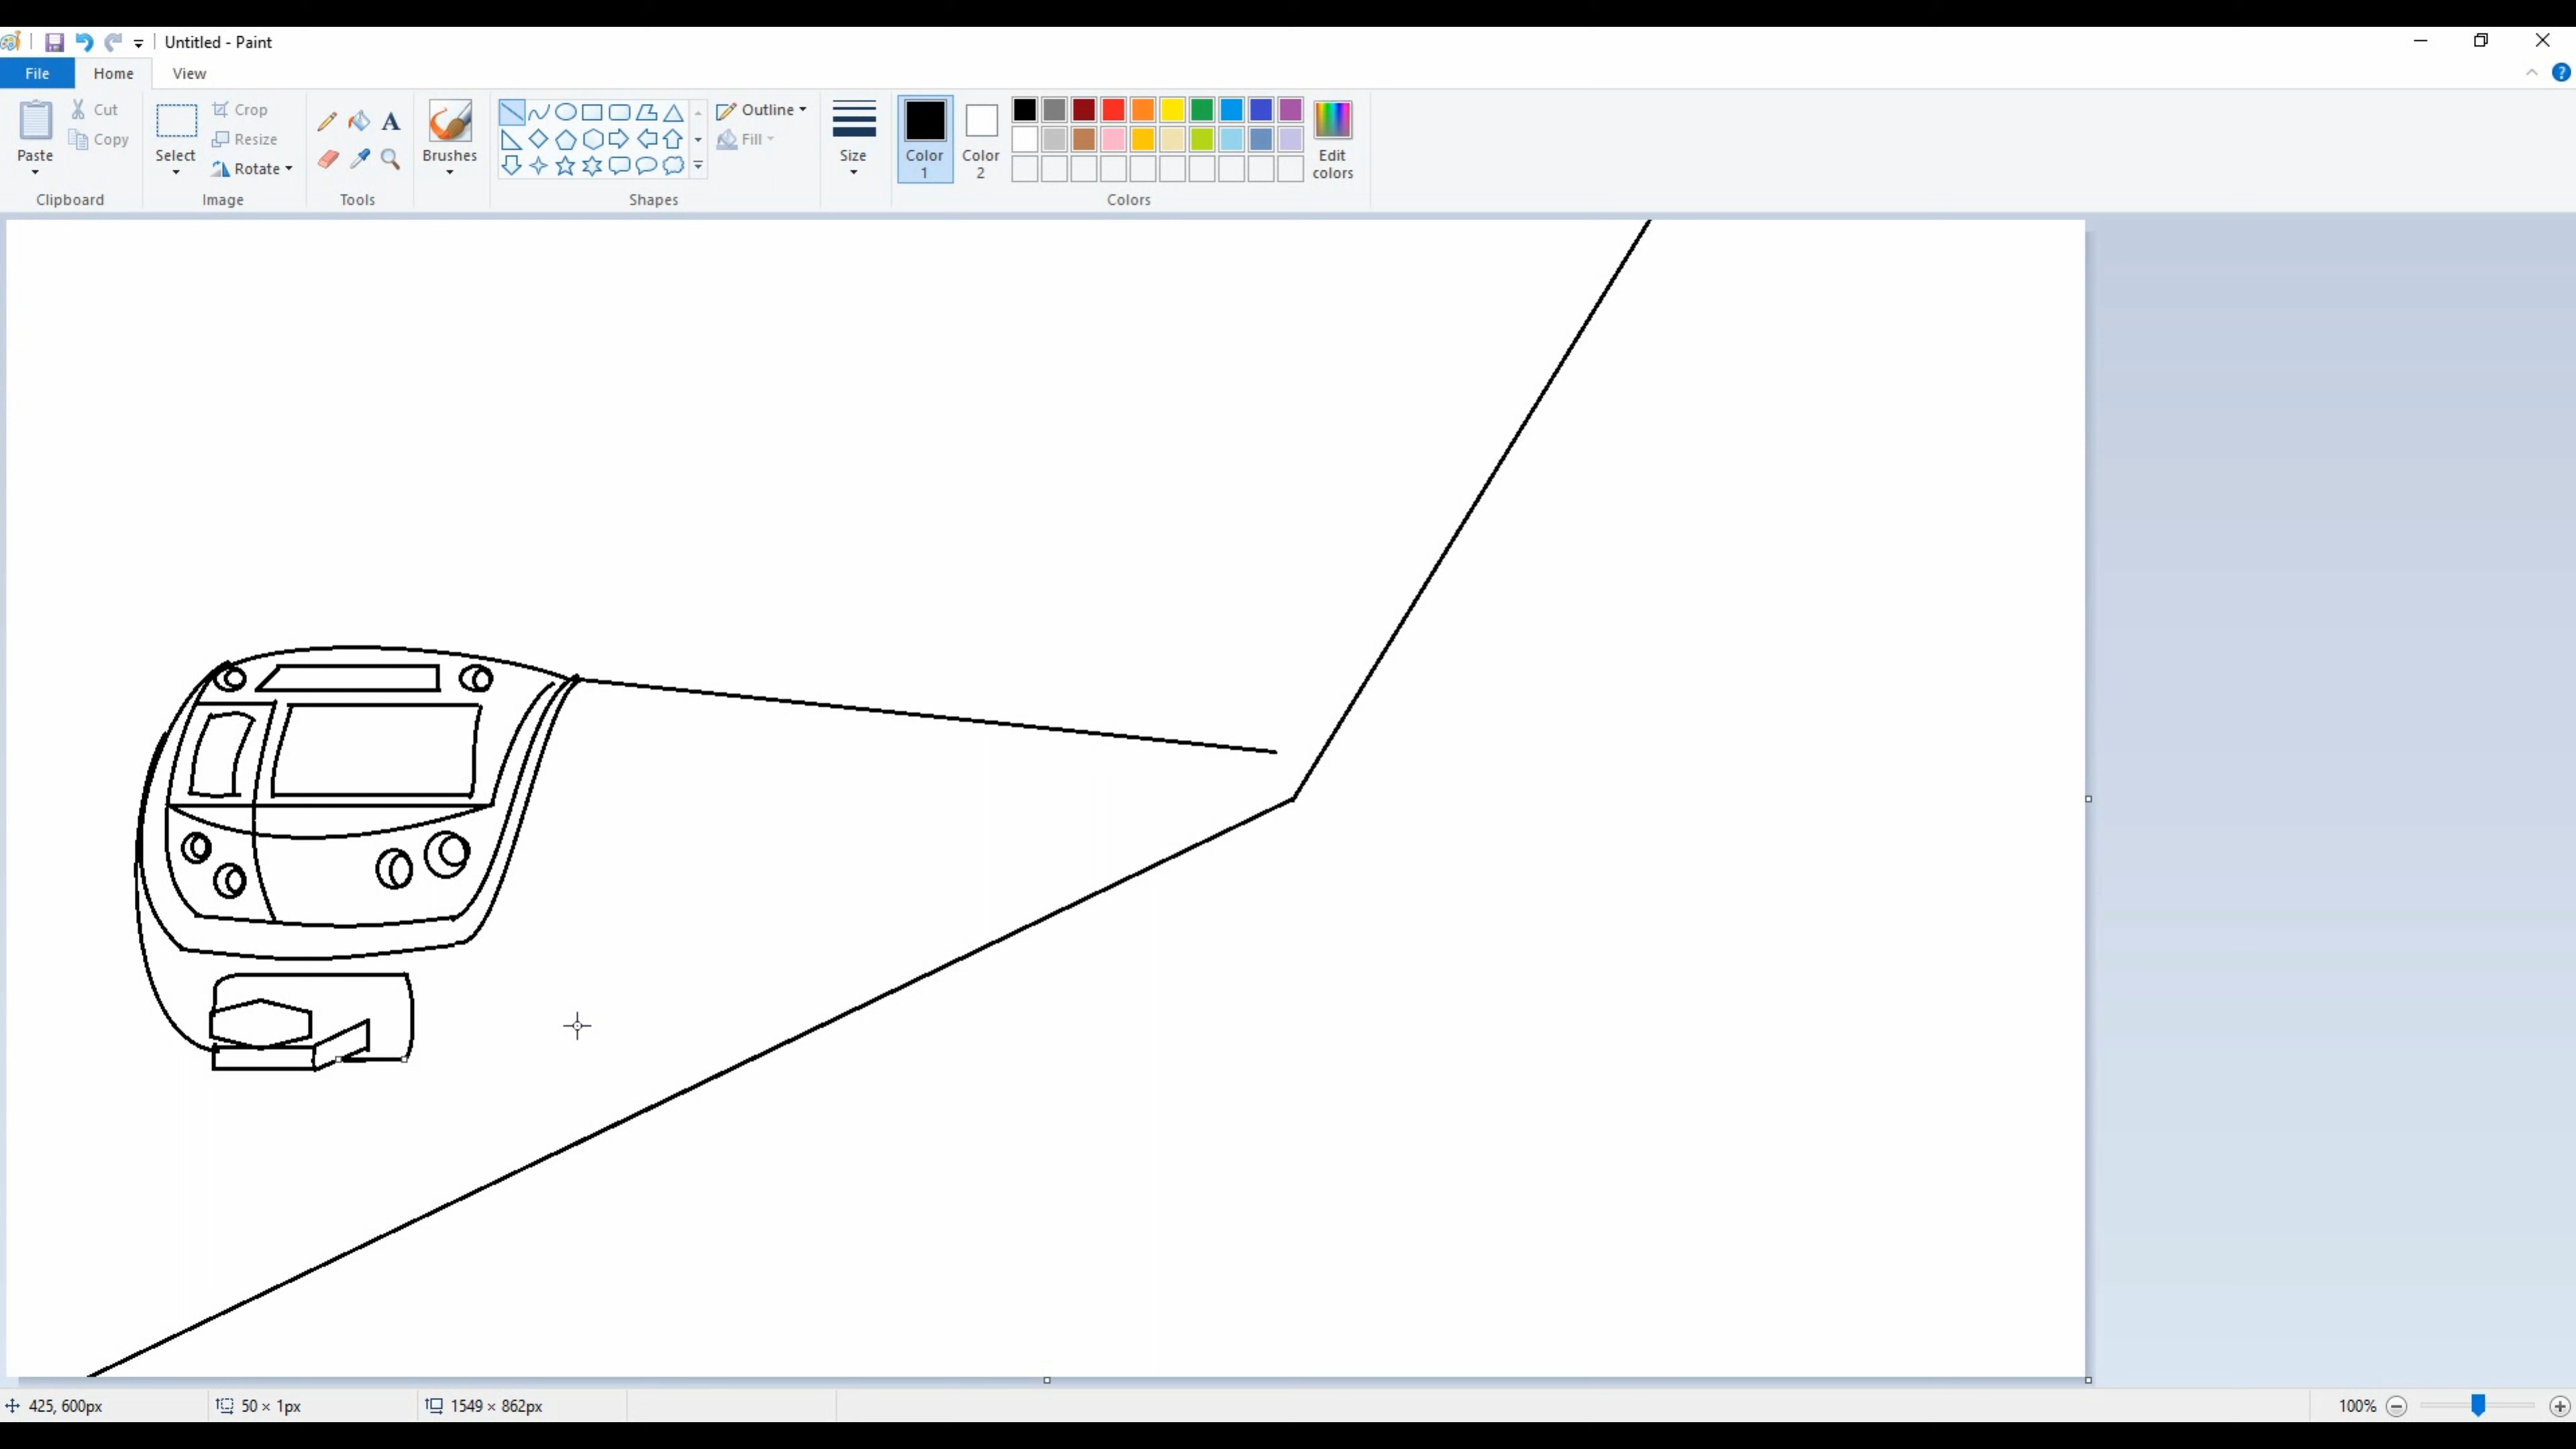 Untitled - Paint
File Home View
Paste Cut Copy
Clipboard
Select Crop Resize Rotate
Image
A
Tools
Brushes
Outline Fill
Shapes
Size
Color 1 Color 2
Edit colors
Colors
425, 600px 50 × 1px 1549 × 862px 100%